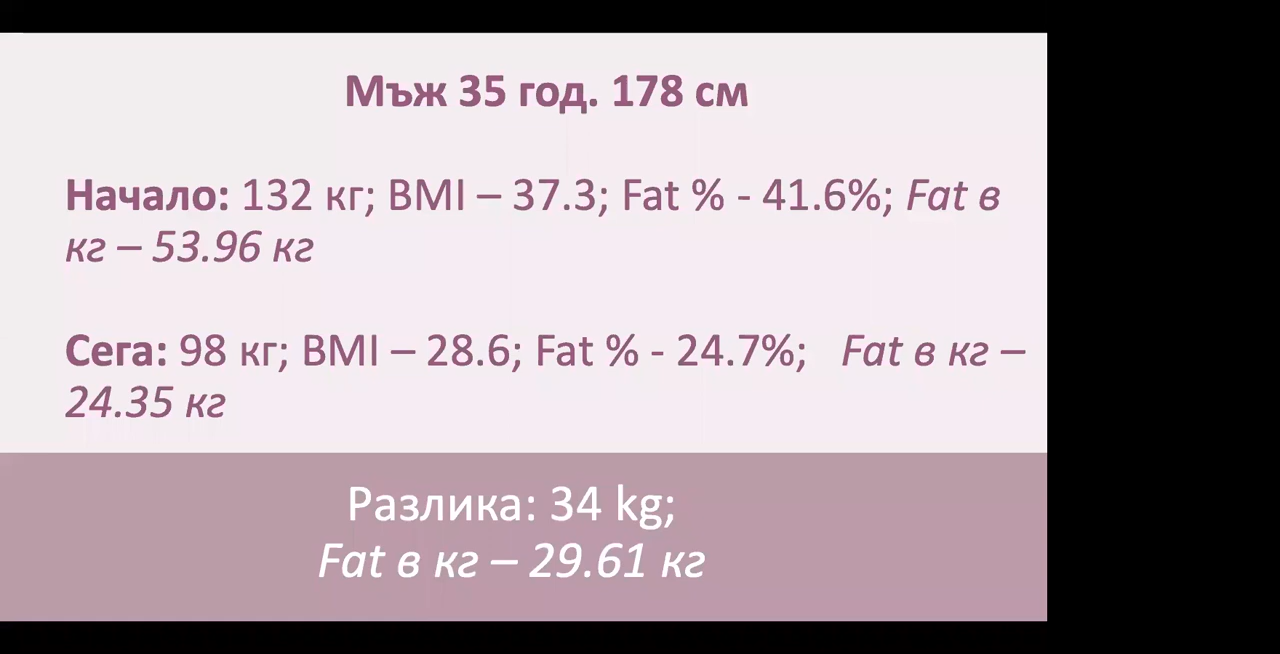 Мъж 35 год. 178 см
Начало: 132 кг; BMI – 37.3; Fat % - 41.6%; Fat в
кг – 53.96 кг
Сега: 98 кг; BMI – 28.6; Fat % - 24.7%; Fat в кг –
24.35 кг
Разлика: 34 kg;
Fat в кг – 29.61 кг